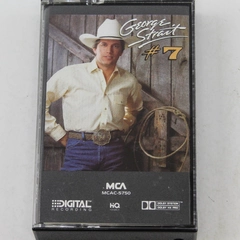 George
Strait
#7
MCA
MCAC-5750
DIGITAL
RECORDING
HQ